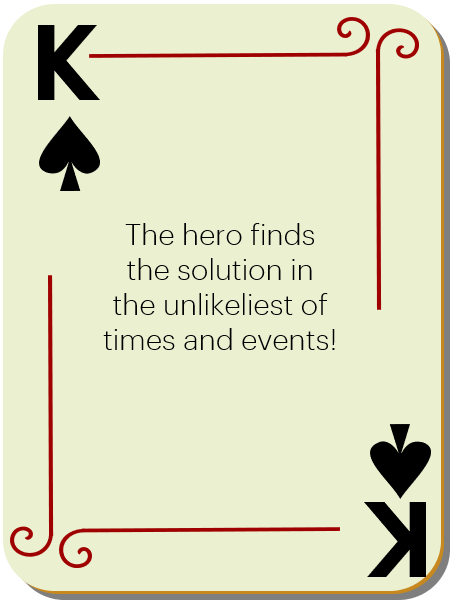 K
The hero finds
the solution in
the unlikeliest of
times and events!
K